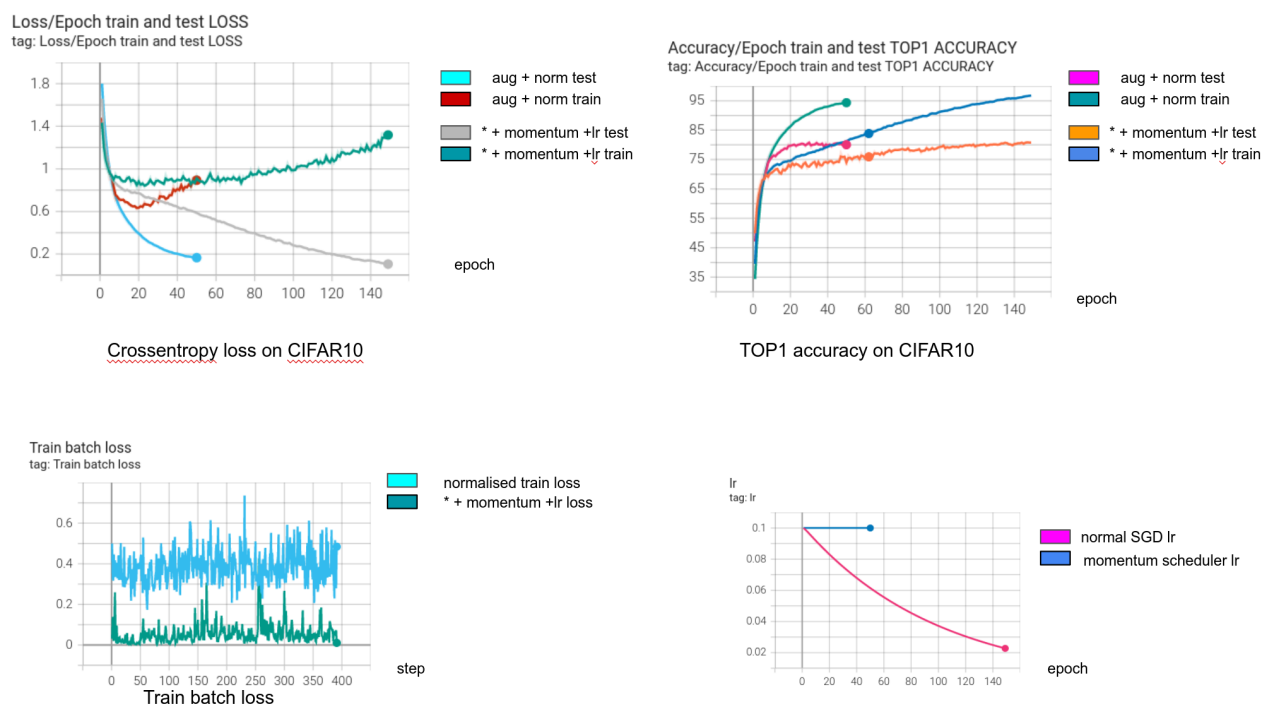 Loss/Epoch train and test LOSS
tag: Loss/Epoch train and test LOSS
1.8
1.4
1
0.6
0.2
0 20 40 60 80 100 120 140
aug + norm test
aug + norm train
* + momentum +lr test
* + momentum +lr train
epoch
Crossentropy loss on CIFAR10
Accuracy/Epoch train and test TOP1 ACCURACY
tag: Accuracy/Epoch train and test TOP1 ACCURACY
95
85
75
65
55
45
35
0 20 40 60 80 100 120 140
aug + norm test
aug + norm train
* + momentum +lr test
* + momentum +lr train
epoch
TOP1 accuracy on CIFAR10
Train batch loss
tag: Train batch loss
0.6
0.4
0.2
0
0 50 100 150 200 250 300 350 400
normalised train loss
* + momentum +lr loss
step
Train batch loss
lr
tag: lr
0.1
0.08
0.06
0.04
0.02
0 20 40 60 80 100 120 140
normal SGD lr
momentum scheduler lr
epoch